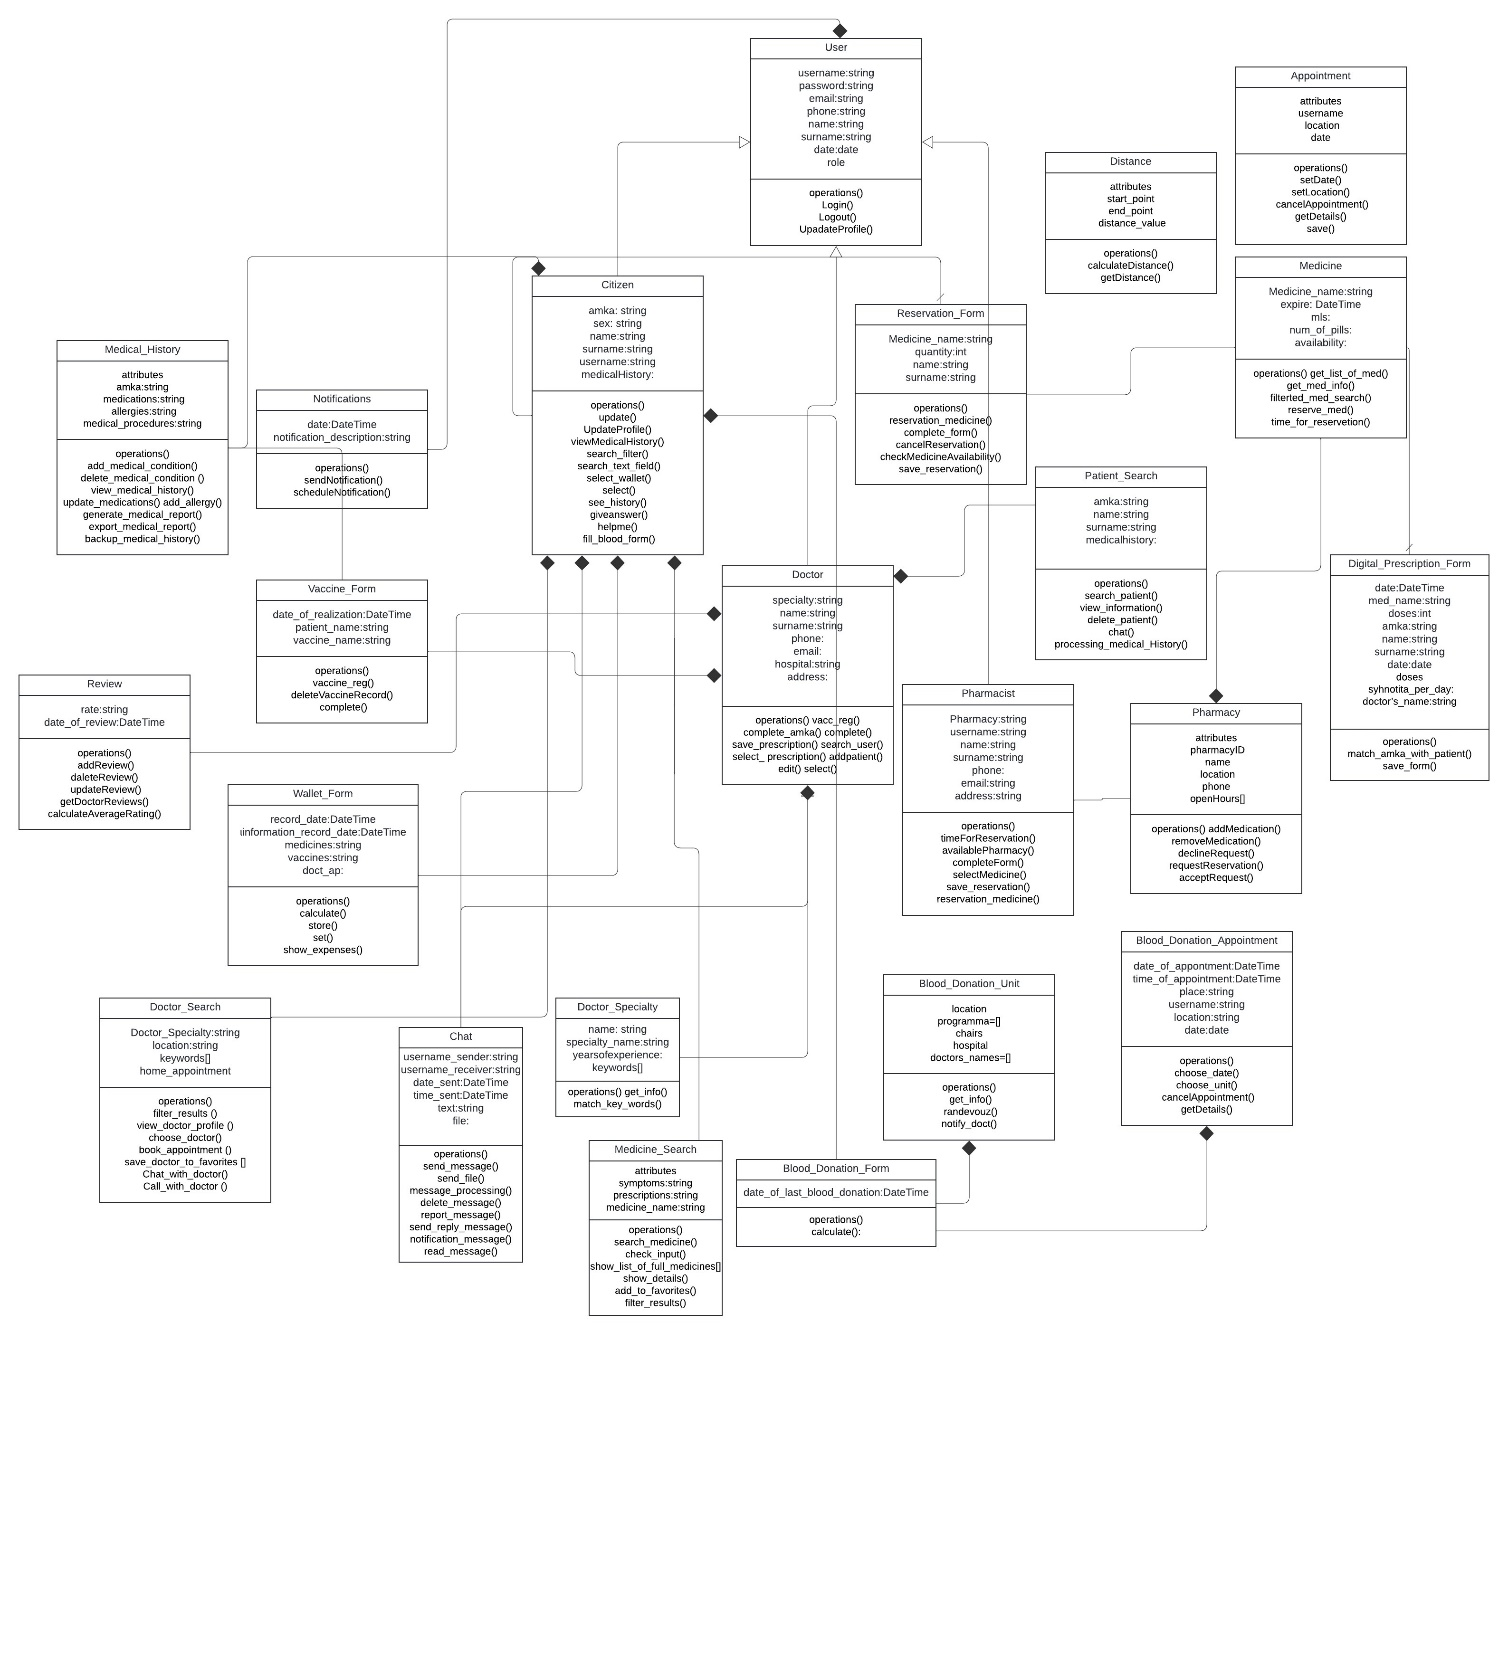 User
username:string
password:string
email:string
phone:string
name:string
surname:string
date:date
role
operations()
Login()
Logout()
UpadateProfile()
Appointment
attributes
username
location
date
operations()
setDate()
setLocation()
cancelAppointment()
getDetails()
save()
Distance
attributes
start_point
end_point
distance_value
operations()
calculateDistance()
getDistance()
Medicine
Medicine_name:string
expire: DateTime
mls:
num_of_pills:
availability:
operations() get_list_of_med()
get_med_info()
filterted_med_search()
reserve_med()
time_for_reservetion()
Citizen
amka: string
sex: string
name:string
surname:string
username:string
medicalHistory:
operations()
update()
UpdateProfile()
viewMedicalHistory()
search_filter()
search_text_field()
select_wallet()
select()
see_history()
giveanswer()
helpme()
fill_blood_form()
Reservation_Form
Medicine_name:string
quantity:int
name:string
surname:string
operations()
reservation_medicine()
complete_form()
cancelReservation()
checkMedicineAvailability()
save_reservation()
Medical_History
attributes
amka:string
medications:string
allergies:string
medical_procedures:string
operations()
add_medical_condition()
delete_medical_condition ()
view_medical_history()
update_medications() add_allergy()
generate_medical_report()
export_medical_report()
backup_medical_history()
Notifications
date:DateTime
notification_description:string
operations()
sendNotification()
scheduleNotification()
Patient_Search
amka:string
name:string
surname:string
medicalhistory:
operations()
search_patient()
view_information()
delete_patient()
chat()
processing_medical_History()
Digital_Prescription_Form
date:DateTime
med_name:string
doses:int
amka:string
name:string
surname:string
date:date
doses
syhnotita_per_day:
doctor's_name:string
operations()
match_amka_with_patient()
save_form()
Doctor
specialty:string
name:string
surname:string
phone:
email:
hospital:string
address:
operations() vacc_reg()
complete_amka() complete()
save_prescription() search_user()
select_ prescription() addpatient()
edit() select()
Vaccine_Form
date_of_realization:DateTime
patient_name:string
vaccine_name:string
operations()
vaccine_reg()
deleteVaccineRecord()
complete()
Review
rate:string
date_of_review:DateTime
operations()
addReview()
daleteReview()
updateReview()
getDoctorReviews()
calculateAverageRating()
Pharmacist
Pharmacy:string
username:string
name:string
surname:string
phone:
email:string
address:string
operations()
timeForReservation()
availablePharmacy()
completeForm()
selectMedicine()
save_reservation()
reservation_medicine()
Pharmacy
attributes
pharmacyID
name
location
phone
openHours[]
operations() addMedication()
removeMedication()
declineRequest()
requestReservation()
acceptRequest()
Wallet_Form
record_date:DateTime
iinformation_record_date:DateTime
medicines:string
vaccines:string
doct_ap:
operations()
calculate()
store()
set()
show_expenses()
Blood_Donation_Appointment
date_of_appontment:DateTime
time_of_appointment:DateTime
place:string
username:string
location:string
date:date
operations()
choose_date()
choose_unit()
cancelAppointment()
getDetails()
Blood_Donation_Unit
location
programma=[]
chairs
hospital
doctors_names=[]
operations()
get_info()
randevouz()
notify_doct()
Doctor_Search
Doctor_Specialty:string
location:string
keywords[]
home_appointment
operations()
filter_results ()
view_doctor_profile ()
choose_doctor()
book_appointment ()
save_doctor_to_favorites []
Chat_with_doctor()
Call_with_doctor ()
Chat
username_sender:string
username_receiver:string
date_sent:DateTime
time_sent:DateTime
text:string
file:
operations()
send_message()
send_file()
message_processing()
delete_message()
report_message()
send_reply_message()
notification_message()
read_message()
Doctor_Specialty
name: string
specialty_name:string
yearsofexperience:
keywords[]
operations() get_info()
match_key_words()
Medicine_Search
attributes
symptoms:string
prescriptions:string
medicine_name:string
operations()
search_medicine()
check_input()
show_list_of_full_medicines[]
show_details()
add_to_favorites()
filter_results()
Blood_Donation_Form
date_of_last_blood_donation:DateTime
operations()
calculate():